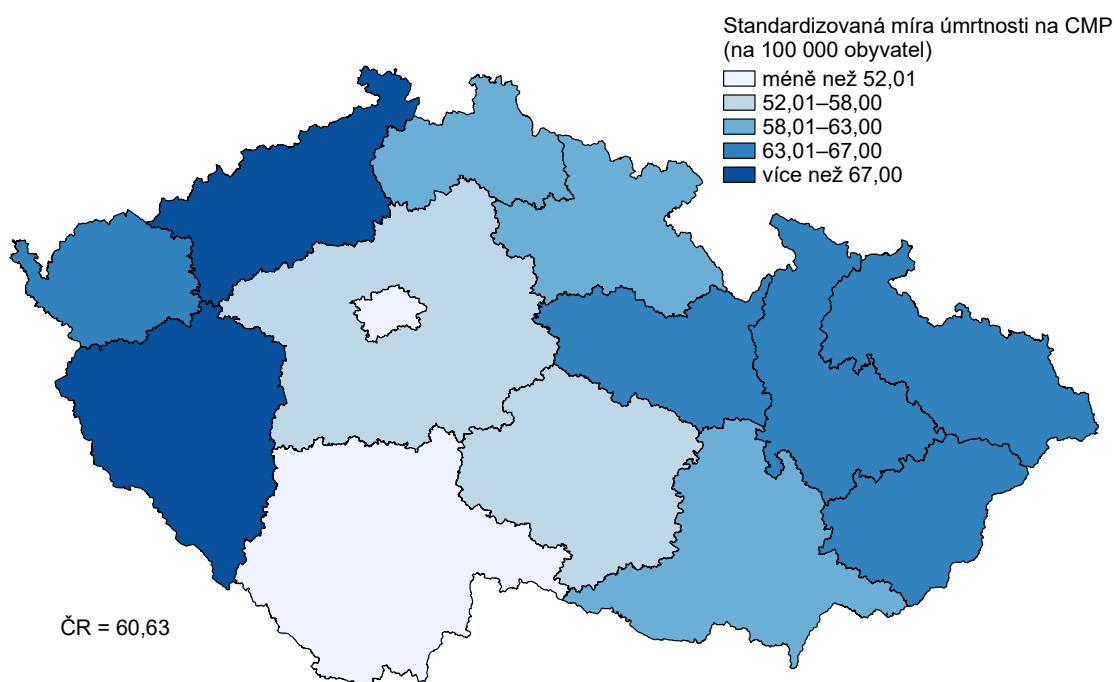 Standardizovaná míra úmrtnosti na CMP
(na 100 000 obyvatel)
méně než 52,01
52,01–58,00
58,01–63,00
63,01–67,00
více než 67,00
ČR = 60,63